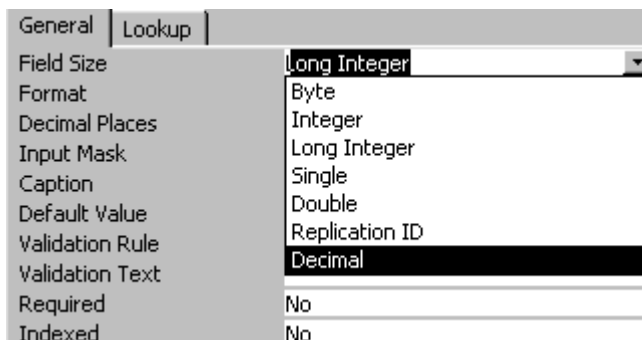 General Lookup
Field Size Long Integer
Format Byte
Decimal Places Integer
Input Mask Long Integer
Caption Single
Default Value Double
Validation Rule Replication ID
Validation Text Decimal
Required No
Indexed No